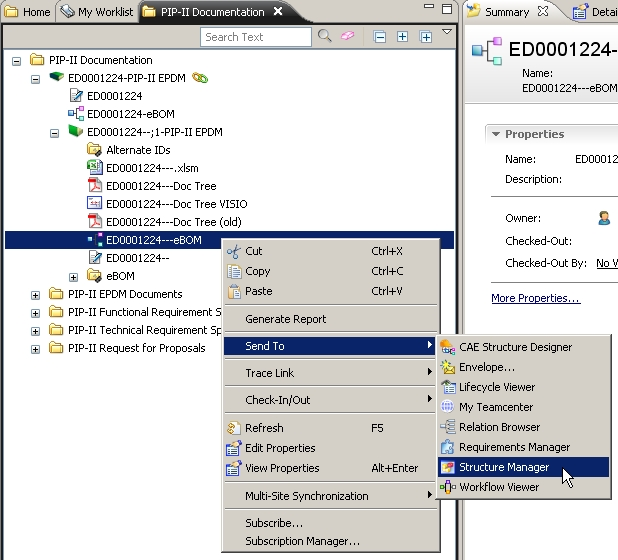 Home
My Worklist
PIP-II Documentation
Summary
Search Text
PIP-II Documentation
ED0001224-PIP-II EPDM
ED0001224
ED0001224-eBOM
ED0001224--;1-PIP-II EPDM
Alternate IDs
ED0001224---.xlsm
ED0001224---Doc Tree
ED0001224---Doc Tree VISIO
ED0001224---Doc Tree (old)
ED0001224---eBOM
ED0001224--
eBOM
PIP-II EPDM Documents
PIP-II Functional Requirement S
PIP-II Technical Requirement Sp
PIP-II Request for Proposals
Cut Ctrl+X
Copy Ctrl+C
Paste Ctrl+V
Generate Report
Send To
Trace Link
Check-In/Out
Refresh F5
Edit Properties
View Properties Alt+Enter
Multi-Site Synchronization
Subscribe...
Subscription Manager...
CAE Structure Designer
Envelope...
Lifecycle Viewer
My Teamcenter
Relation Browser
Requirements Manager
Structure Manager
Workflow Viewer
ED0001224--
Name:
ED0001224---eBOM
Properties
Name: ED00012
Description:
Owner:
Checked-Out:
Checked-Out By:
More Properties...